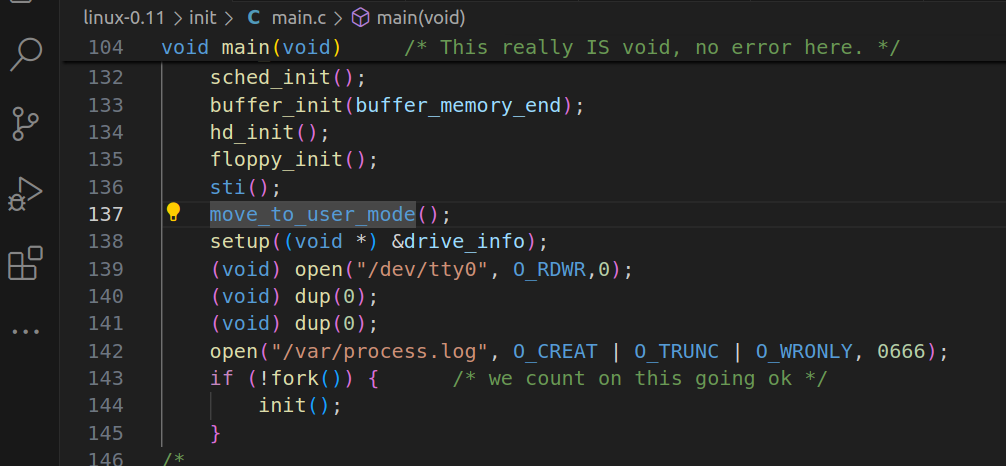 linux-0.11 > init > C main.c > main(void)
104 void main(void) /* This really IS void, no error here. */
132 sched_init();
133 buffer_init(buffer_memory_end);
134 hd_init();
135 floppy_init();
136 sti();
137 move_to_user_mode();
138 setup((void *) &drive_info);
139 (void) open("/dev/tty0", O_RDWR,0);
140 (void) dup(0);
141 (void) dup(0);
142 open("/var/process.log", O_CREAT | O_TRUNC | O_WRONLY, 0666);
143 if (!fork()) { /* we count on this going ok */
144 init();
145 }
146 /*